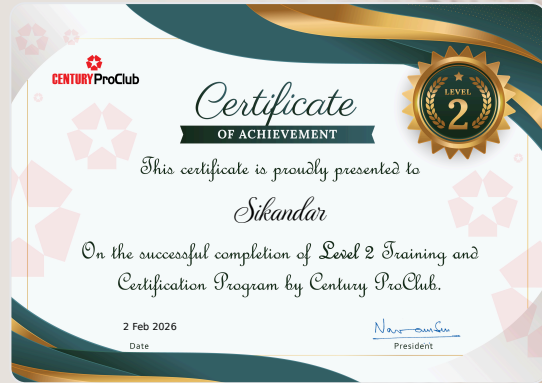 CENTURY ProClub
Certificate
OF ACHIEVEMENT
LEVEL
2
This certificate is proudly presented to
Sikandar
On the successful completion of Level 2 Training and
Certification Program by Century ProClub.
2 Feb 2026
Date
President